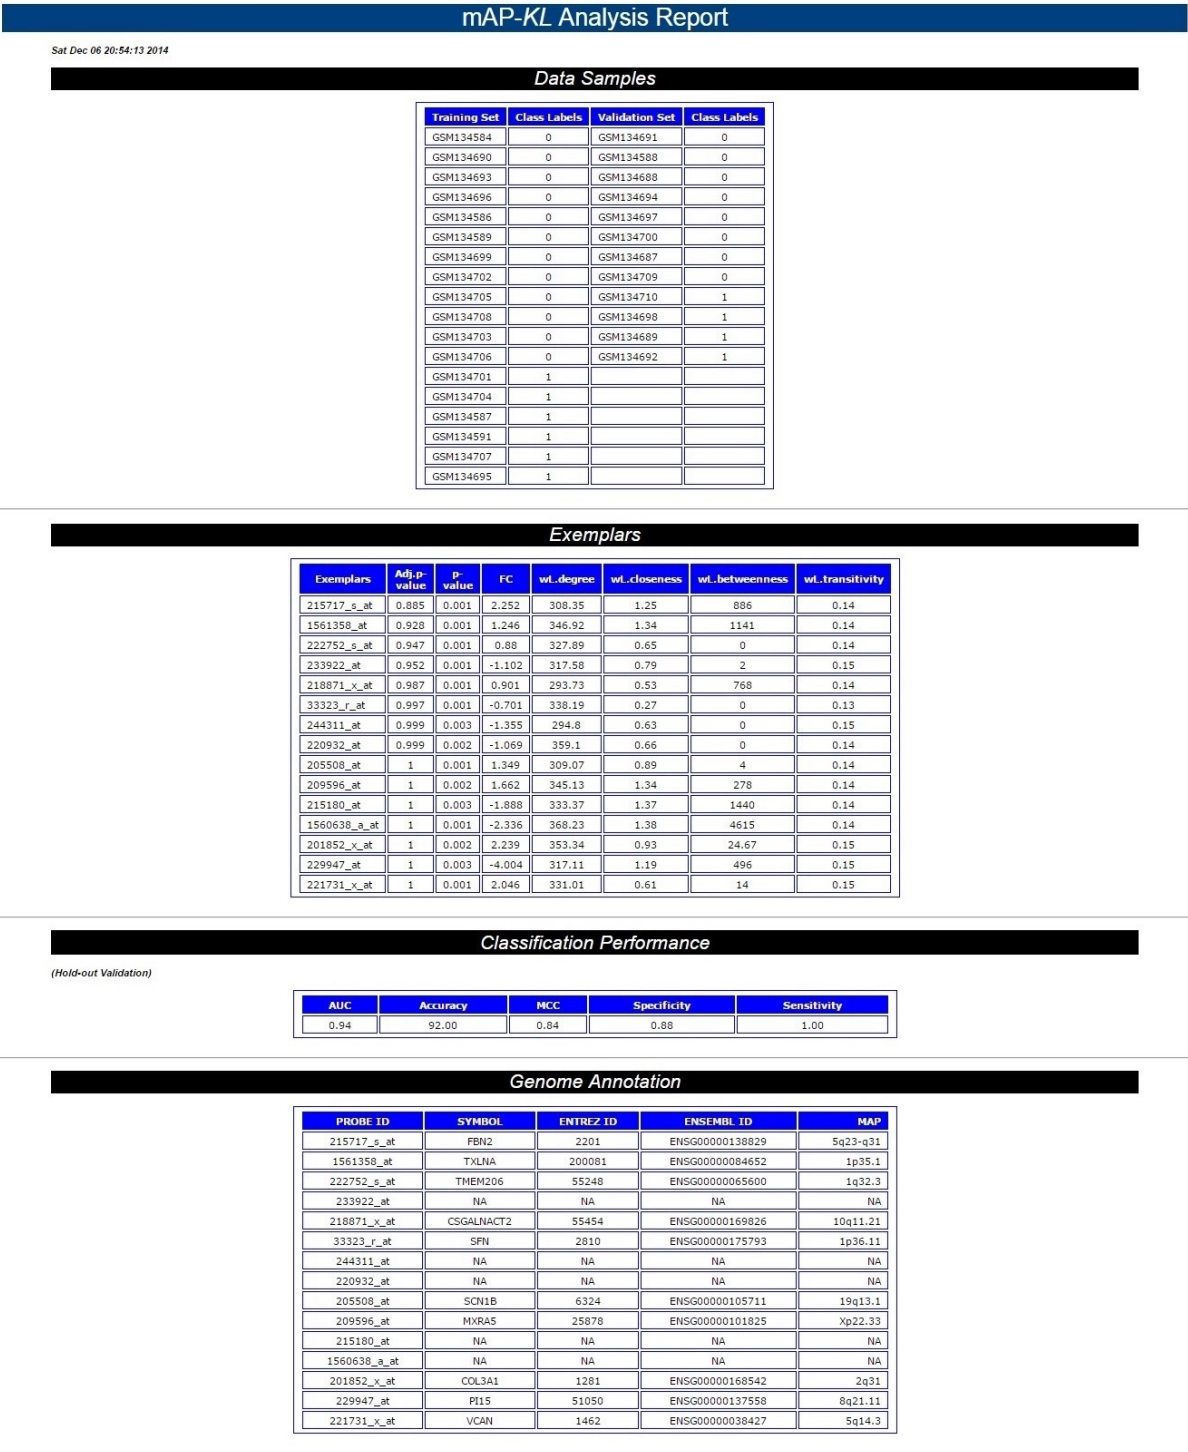 mAP-KL Analysis Report
Sat Dec 06 20:54:13 2014
Data Samples
Training Set Class Labels Validation Set Class Labels
GSM134584 0 GSM134691 0
GSM134690 0 GSM134588 0
GSM134693 0 GSM134688 0
GSM134696 0 GSM134694 0
GSM134586 0 GSM134697 0
GSM134589 0 GSM134700 0
GSM134699 0 GSM134687 0
GSM134702 0 GSM134709 0
GSM134705 0 GSM134710 1
GSM134708 0 GSM134698 1
GSM134703 0 GSM134689 1
GSM134706 0 GSM134692 1
GSM134701 1
GSM134704 1
GSM134587 1
GSM134591 1
GSM134707 1
GSM134695 1
Exemplars
Exemplars Adj.p-value p-value FC wL.degree wL.closeness wL.betweenness wL.transitivity
215717_s_at 0.885 0.001 2.252 308.35 1.25 886 0.14
1561358_at 0.928 0.001 1.246 346.92 1.34 1141 0.14
222752_s_at 0.947 0.001 0.88 327.89 0.65 0 0.14
233922_at 0.952 0.001 -1.102 317.58 0.79 2 0.15
218871_x_at 0.987 0.001 0.901 293.73 0.53 768 0.14
33323_r_at 0.997 0.001 -0.701 338.19 0.27 0 0.13
244311_at 0.999 0.003 -1.355 294.8 0.63 0 0.15
220932_at 0.999 0.002 -1.069 359.1 0.66 0 0.14
205508_at 1 0.001 1.349 309.07 0.89 4 0.14
209596_at 1 0.002 1.662 345.13 1.34 278 0.14
215180_at 1 0.003 -1.888 333.37 1.37 1440 0.14
1560638_a_at 1 0.001 -2.336 368.23 1.38 4615 0.14
201852_x_at 1 0.002 2.239 353.34 0.93 24.67 0.15
229947_at 1 0.003 -4.004 317.11 1.19 496 0.15
221731_x_at 1 0.001 2.046 331.01 0.61 14 0.15
Classification Performance
(Hold-out Validation)
AUC Accuracy MCC Specificity Sensitivity
0.94 92.00 0.84 0.88 1.00
Genome Annotation
PROBE ID SYMBOL ENTREZ ID ENSEMBL ID MAP
215717_s_at FBN2 2201 ENSG00000138829 5q23-q31
1561358_at TXLNA 200081 ENSG00000084652 1p35.1
222752_s_at TMEM206 55248 ENSG00000065600 1q32.3
233922_at NA NA NA NA
218871_x_at CSGALNACT2 55454 ENSG00000169826 10q11.21
33323_r_at SFN 2810 ENSG00000175793 1p36.11
244311_at NA NA NA NA
220932_at NA NA NA NA
205508_at SCN1B 6324 ENSG00000105711 19q13.1
209596_at MXRA5 25878 ENSG00000101825 Xp22.33
215180_at NA NA NA NA
1560638_a_at NA NA NA NA
201852_x_at COL3A1 1281 ENSG00000168542 2q31
229947_at PI15 51050 ENSG00000137558 8q21.11
221731_x_at VCAN 1462 ENSG00000038427 5q14.3